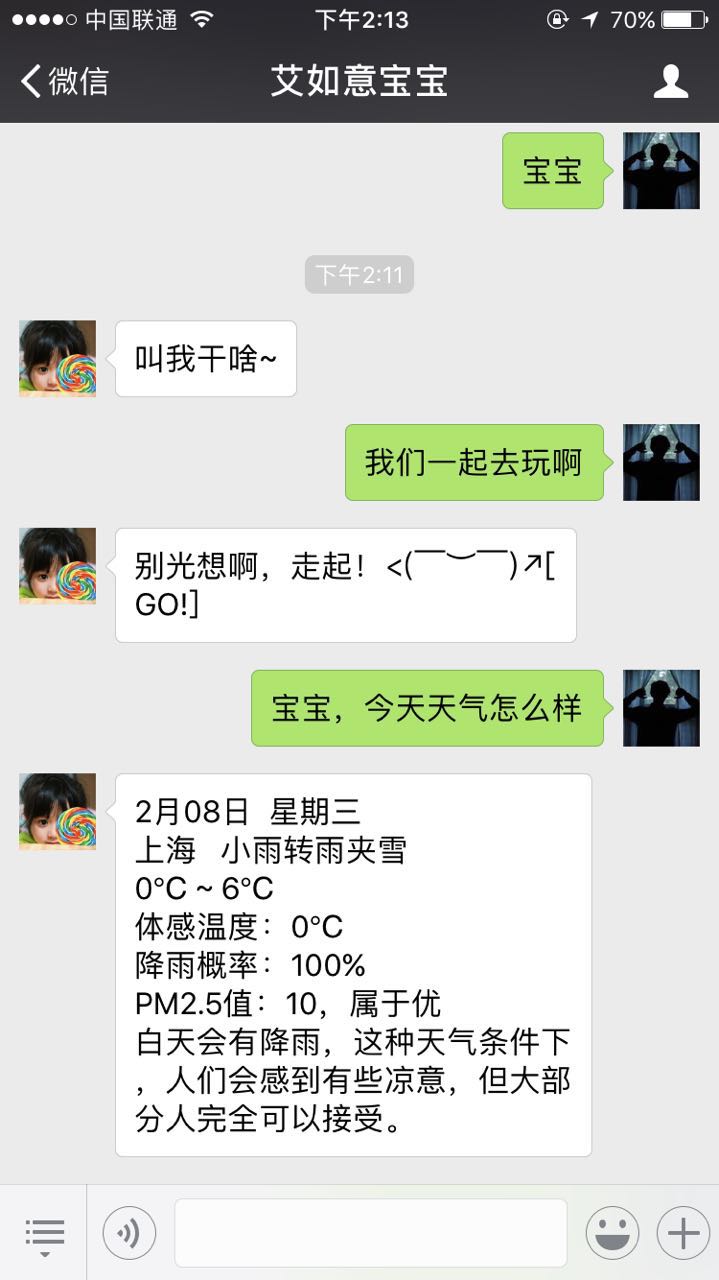 中国联通 下午2:13 70%
微信 艾如意宝宝
宝宝
下午2:11
叫我干啥~
我们一起去玩啊
别光想啊，走起！<(￣︶￣)↗[
GO!]
宝宝，今天天气怎么样
2月08日 星期三
上海 小雨转雨夹雪
0℃ ~ 6℃
体感温度：0℃
降雨概率：100%
PM2.5值：10，属于优
白天会有降雨，这种天气条件下
，人们会感到有些凉意，但大部
分人完全可以接受。